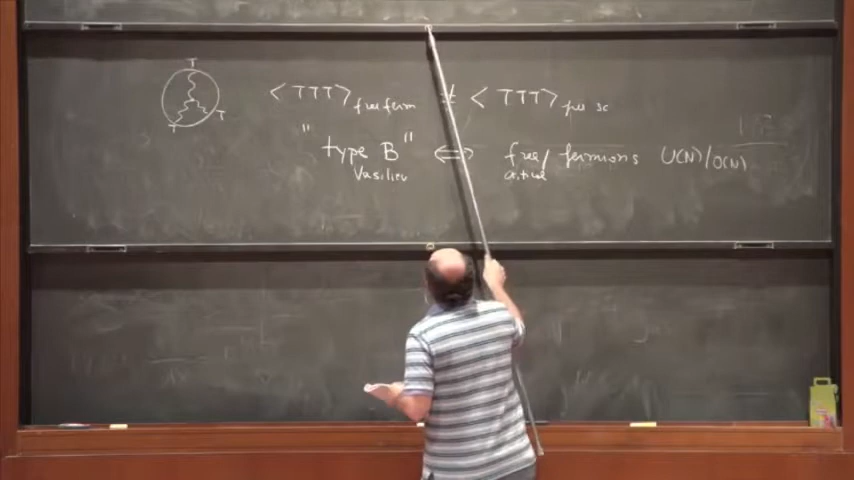 T
T T
< TTT > free ferm ≠ < TTT > free sc
"type B" ⟺ free/ fermions U(N)/O(N)
Vasiliev critical